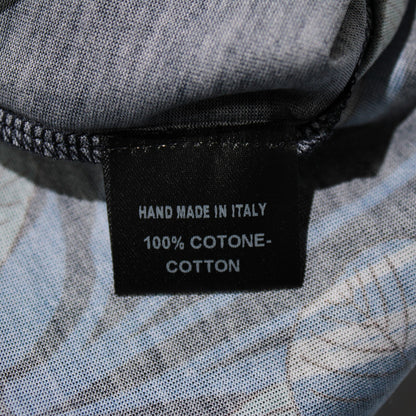 HAND MADE IN ITALY
100% COTONE-
COTTON